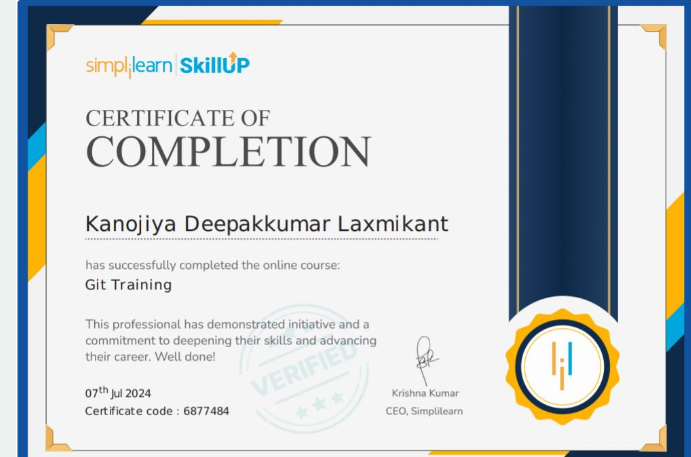 simplilearn | SkillUP
CERTIFICATE OF
COMPLETION
Kanojiya Deepakkumar Laxmikant
has successfully completed the online course:
Git Training
This professional has demonstrated initiative and a
commitment to deepening their skills and advancing
their career. Well done!
VERIFIED
07th Jul 2024
Certificate code : 6877484
Krishna Kumar
CEO, Simplilearn